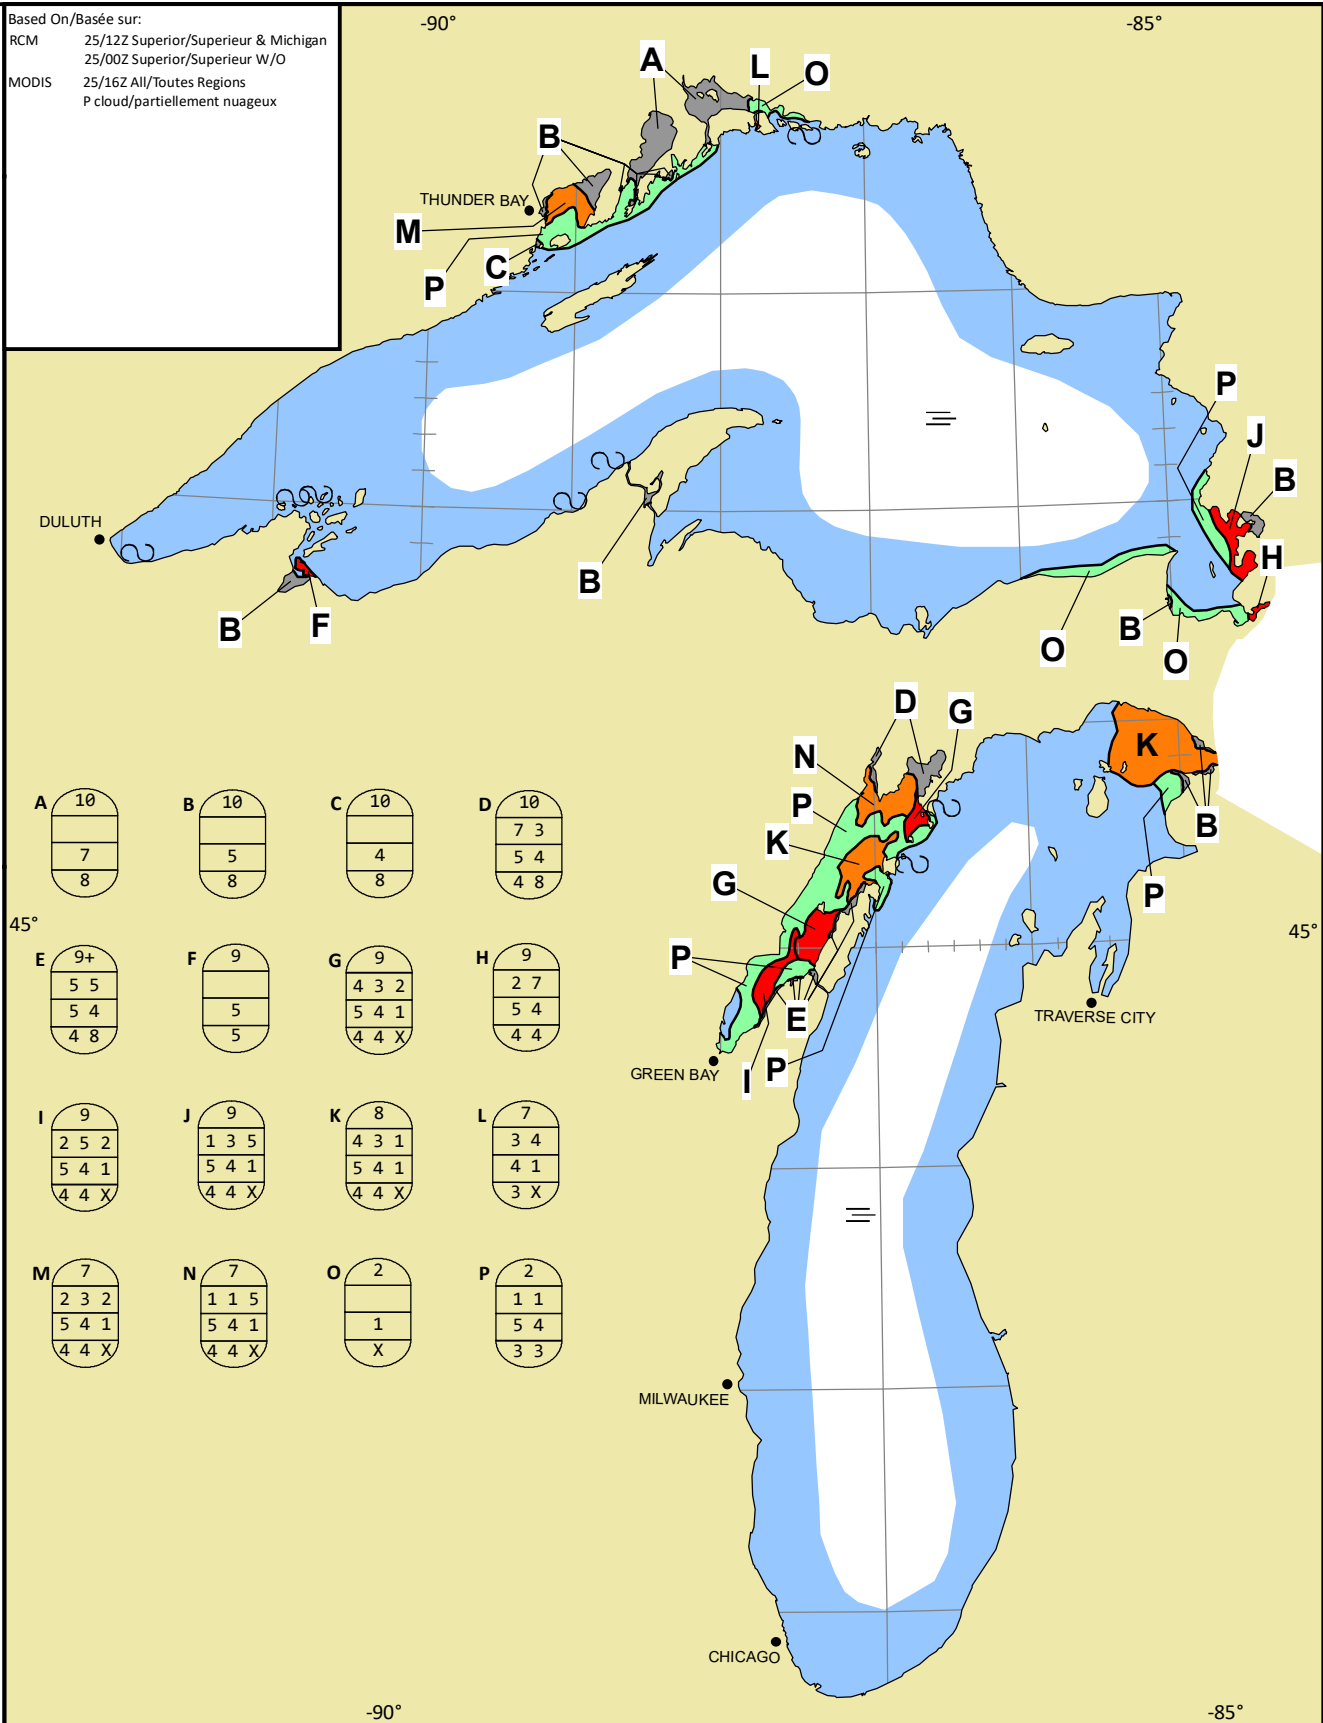 Based On/Basée sur:
RCM 25/12Z Superior/Superieur & Michigan
25/00Z Superior/Superieur W/O
MODIS 25/16Z All/Toutes Regions
P cloud/partiellement nuageux
-90° -85°
A L O
B
THUNDER BAY
M
C
P
P
J
B
DULUTH
H
B
B F
B
O O
D G
N K
P
K B
G P
45° 45°
P
E
TRAVERSE CITY
GREEN BAY
I P
A 10
7
8
B 10
5
8
C 10
4
8
D 10
7 3
5 4
4 8
E 9+
5 5
5 4
4 8
F 9
5
5
G 9
4 3 2
5 4 1
4 4 X
H 9
2 7
5 4
4 4
I 9
2 5 2
5 4 1
4 4 X
J 9
1 3 5
5 4 1
4 4 X
K 8
4 3 1
5 4 1
4 4 X
L 7
3 4
4 1
3 X
M 7
2 3 2
5 4 1
4 4 X
N 7
1 1 5
5 4 1
4 4 X
O 2
1
X
P 2
1 1
5 4
3 3
MILWAUKEE
CHICAGO
-90° -85°